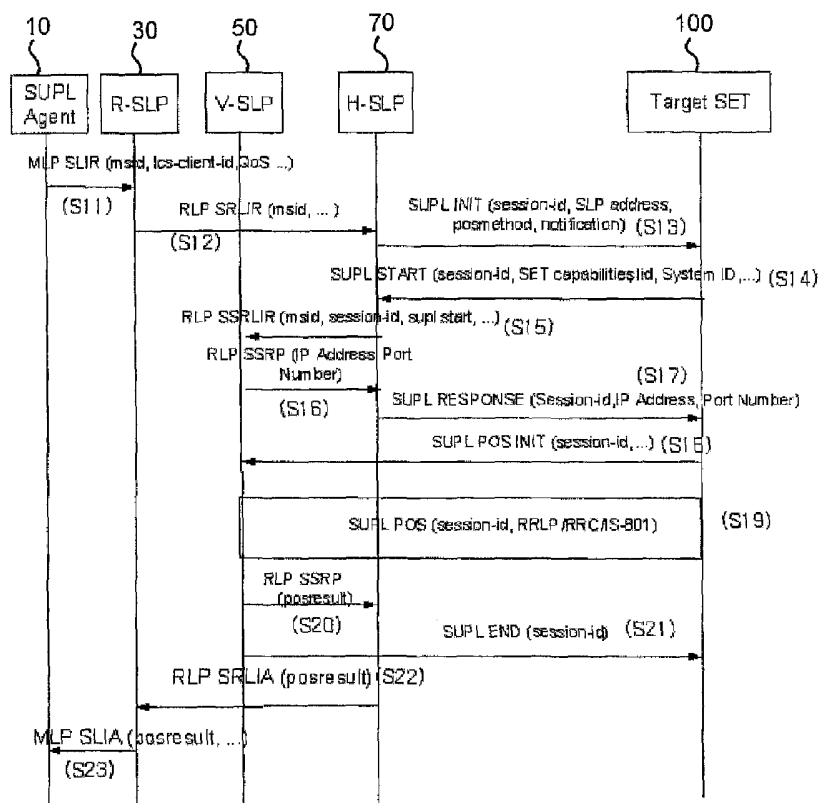 10
30
50
70
100
SUPL
Agent
R-SLP
V-SLP
H-SLP
Target SET
MLP SLIR (msid, lcs-client-id,QoS ...)
(S11)
RLP SRLIR (msid, ... )
(S12)
SUPL INIT (session-id, SLP address,
posmethod, notification) (S13)
SUPL START (session-id, SET capabilities,lid, System ID ,...) (S14)
RLP SSRLIR (msid, session-id, supl start, ...) (S15)
RLP SSRP (IP Address, Port
Number)
(S16)
(S17)
SUPL RESPONSE (Session-id,IP Address, Port Number)
SUPL POS INIT (session-id,...)
SUPL POS (session-id, RRLP/RRC/IS-801)
(S19)
RLP SSRP
(posresult)
(S20)
SUPL END (session-id) (S21)
RLP SRLIA (posresult) (S22)
MLP SLIA (posresult, ...)
(S23)